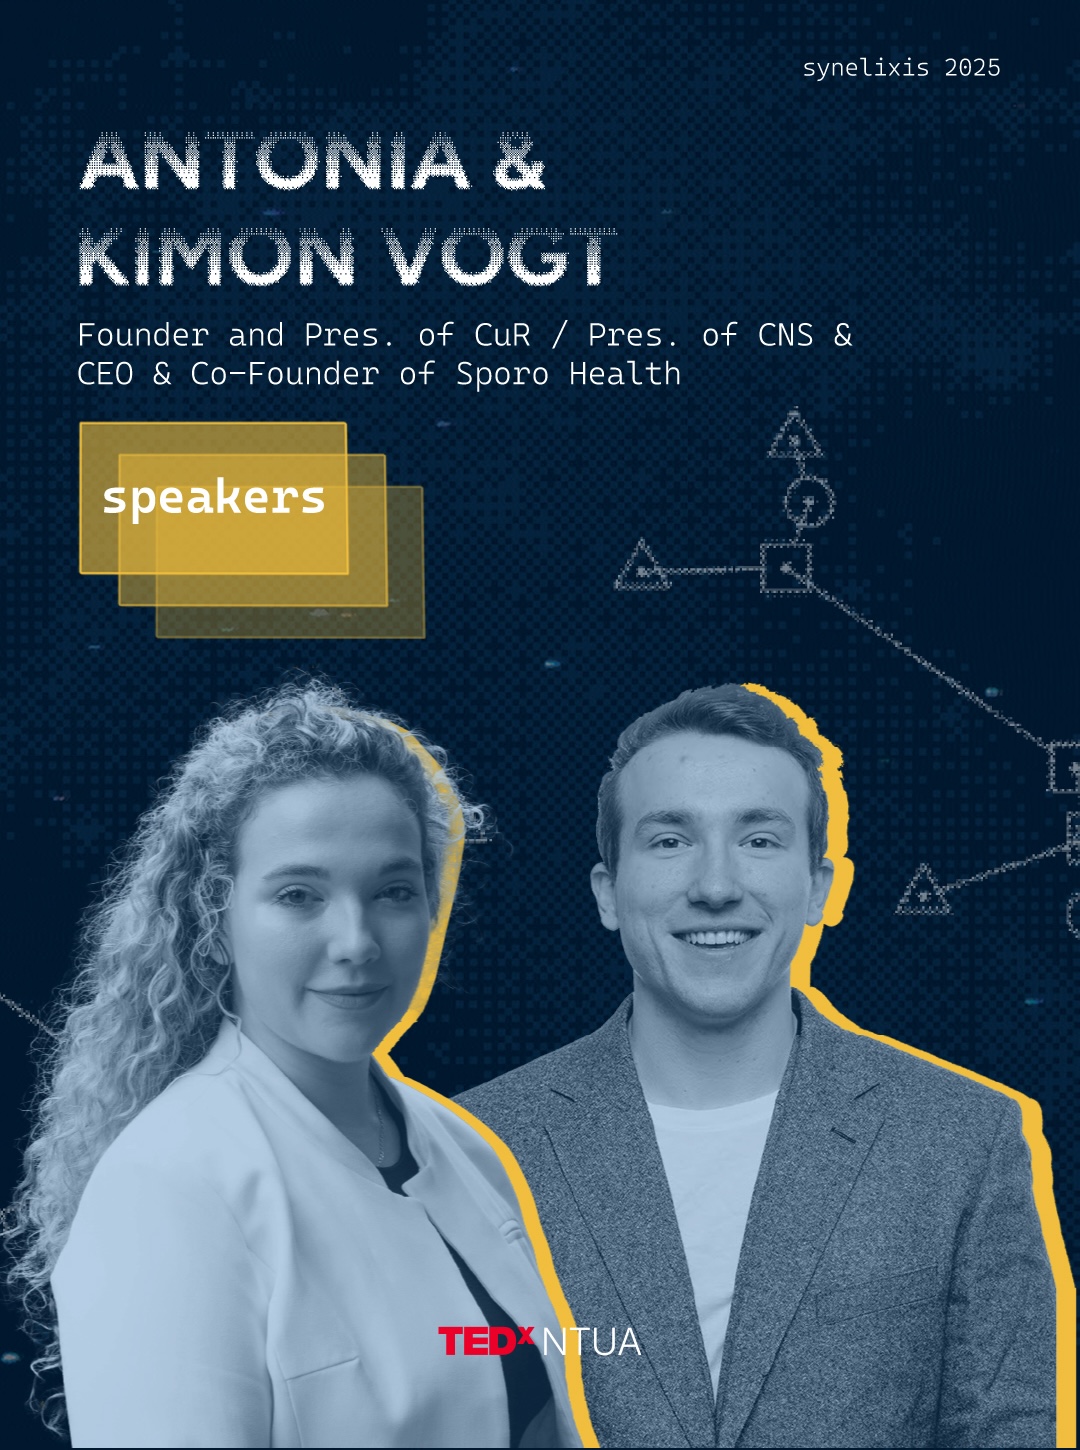 synelixis 2025
ANTONIA &
KIMON VOGT
Founder and Pres. of CuR / Pres. of CNS &
CEO & Co-Founder of Sporo Health
speakers
TEDx NTUA